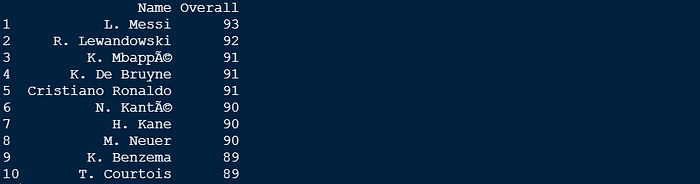 Name Overall
1 L. Messi 93
2 R. Lewandowski 92
3 K. MbappÃ© 91
4 K. De Bruyne 91
5 Cristiano Ronaldo 91
6 N. KantÃ© 90
7 H. Kane 90
8 M. Neuer 90
9 K. Benzema 89
10 T. Courtois 89